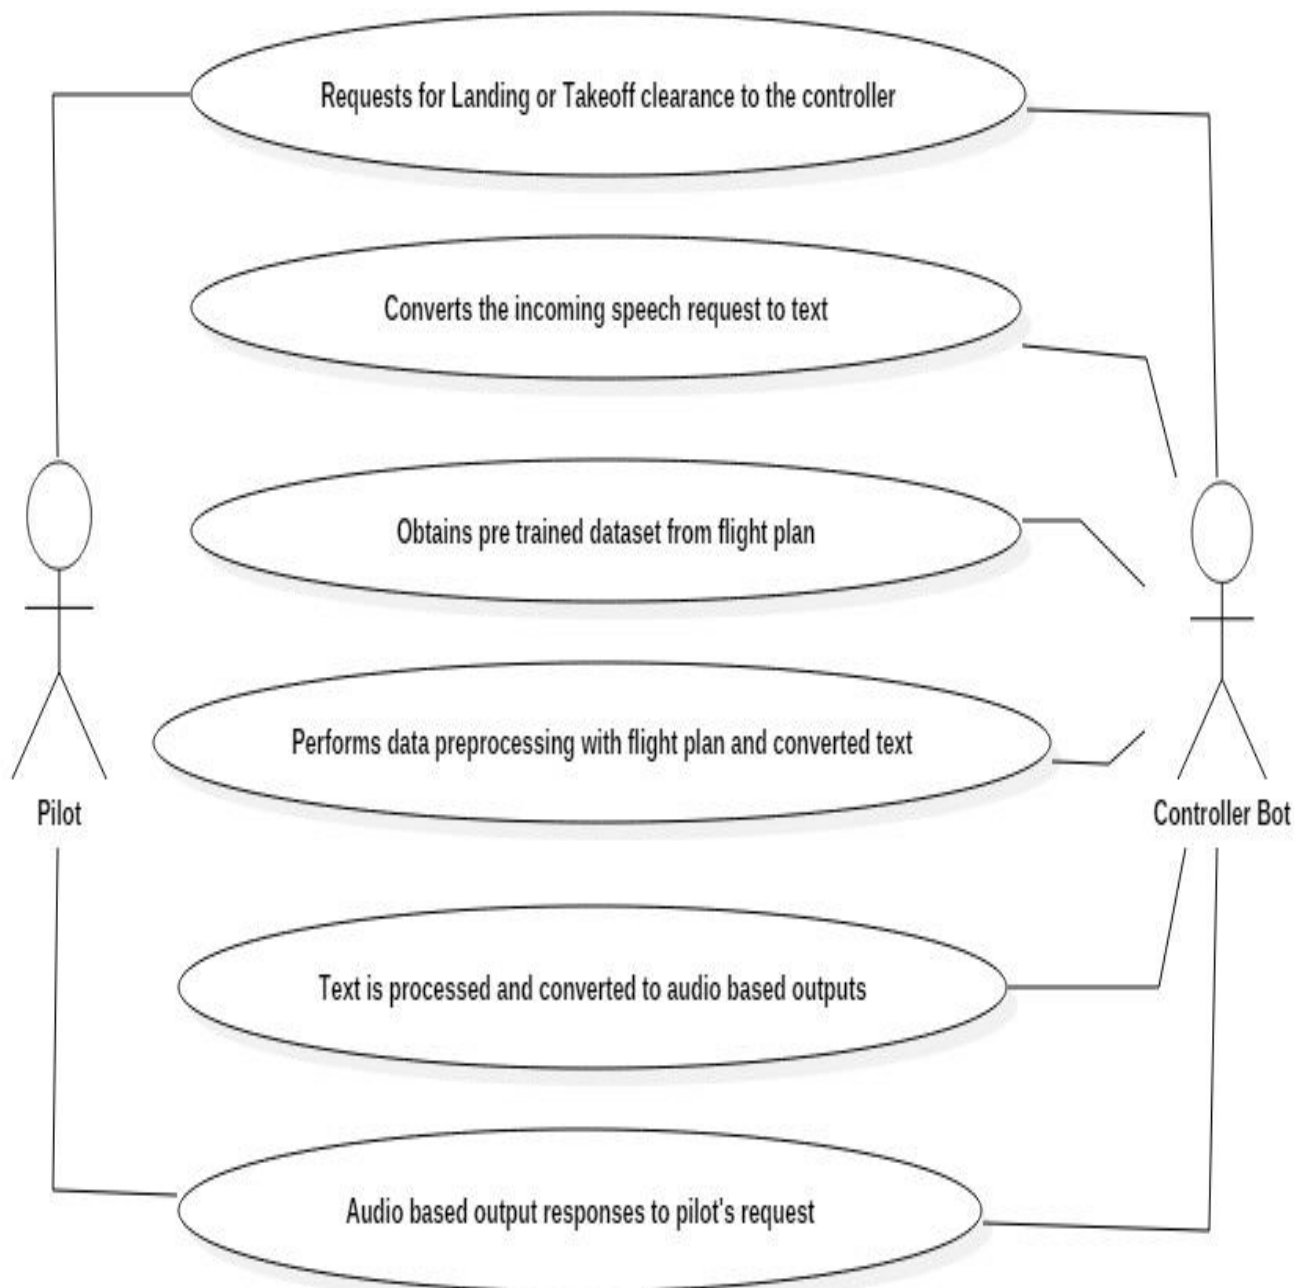 Requests for Landing or Takeoff clearance to the controller
Converts the incoming speech request to text
Obtains pre trained dataset from flight plan
Performs data preprocessing with flight plan and converted text
Pilot
Controller Bot
Text is processed and converted to audio based outputs
Audio based output responses to pilot's request